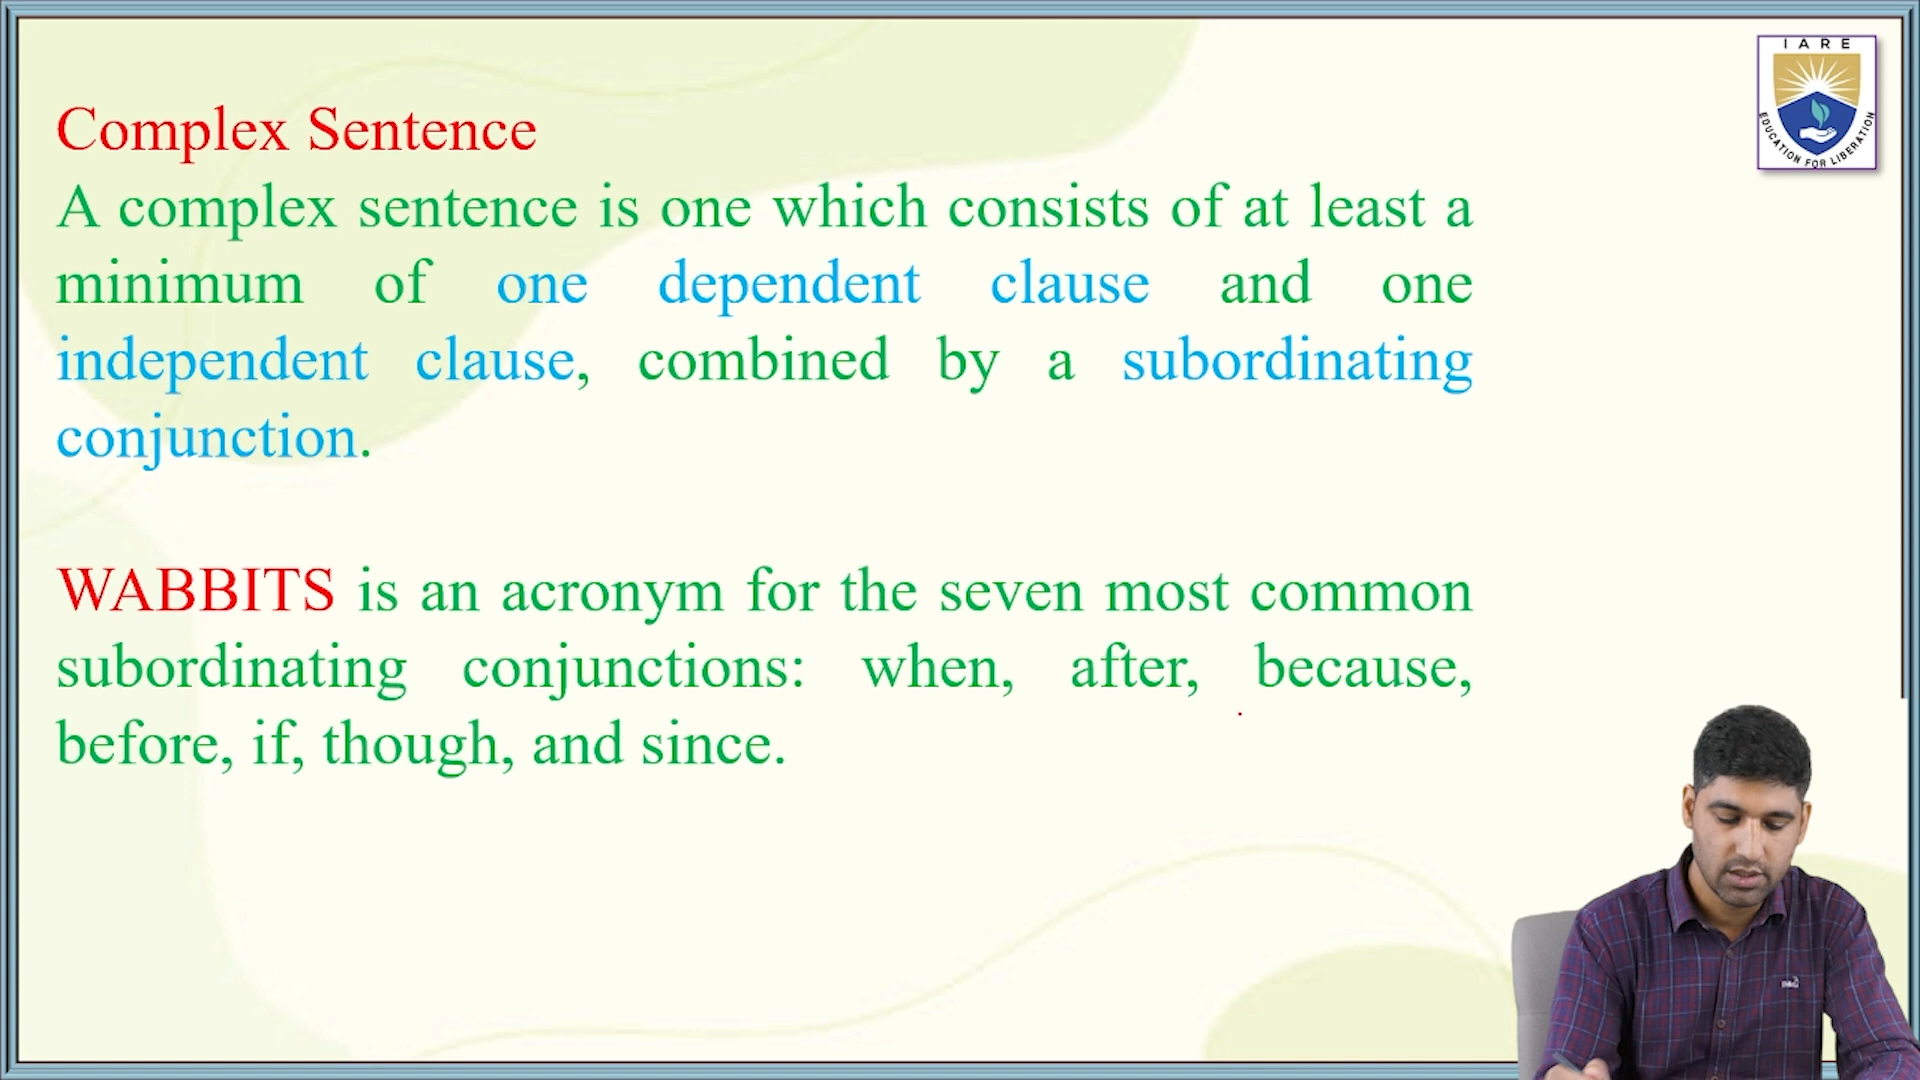 IARE
EDUCATION FOR LIBERATION
Complex Sentence
A complex sentence is one which consists of at least a
minimum of one dependent clause and one
independent clause, combined by a subordinating
conjunction.
WABBITS is an acronym for the seven most common
subordinating conjunctions: when, after, because,
before, if, though, and since.